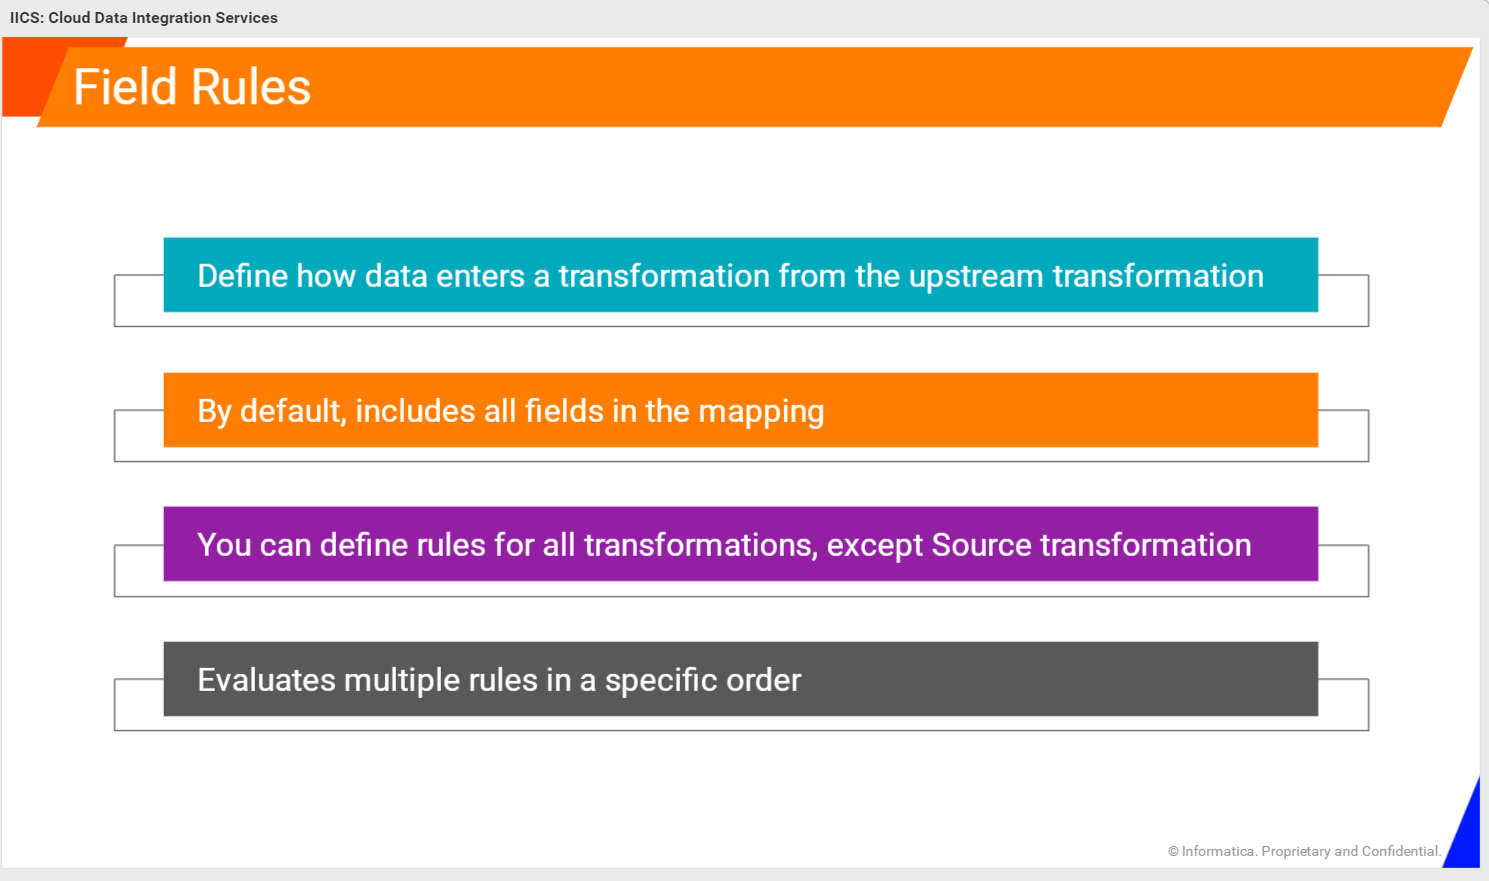 IICS: Cloud Data Integration Services
Field Rules
Define how data enters a transformation from the upstream transformation
By default, includes all fields in the mapping
You can define rules for all transformations, except Source transformation
Evaluates multiple rules in a specific order
© Informatica. Proprietary and Confidential.